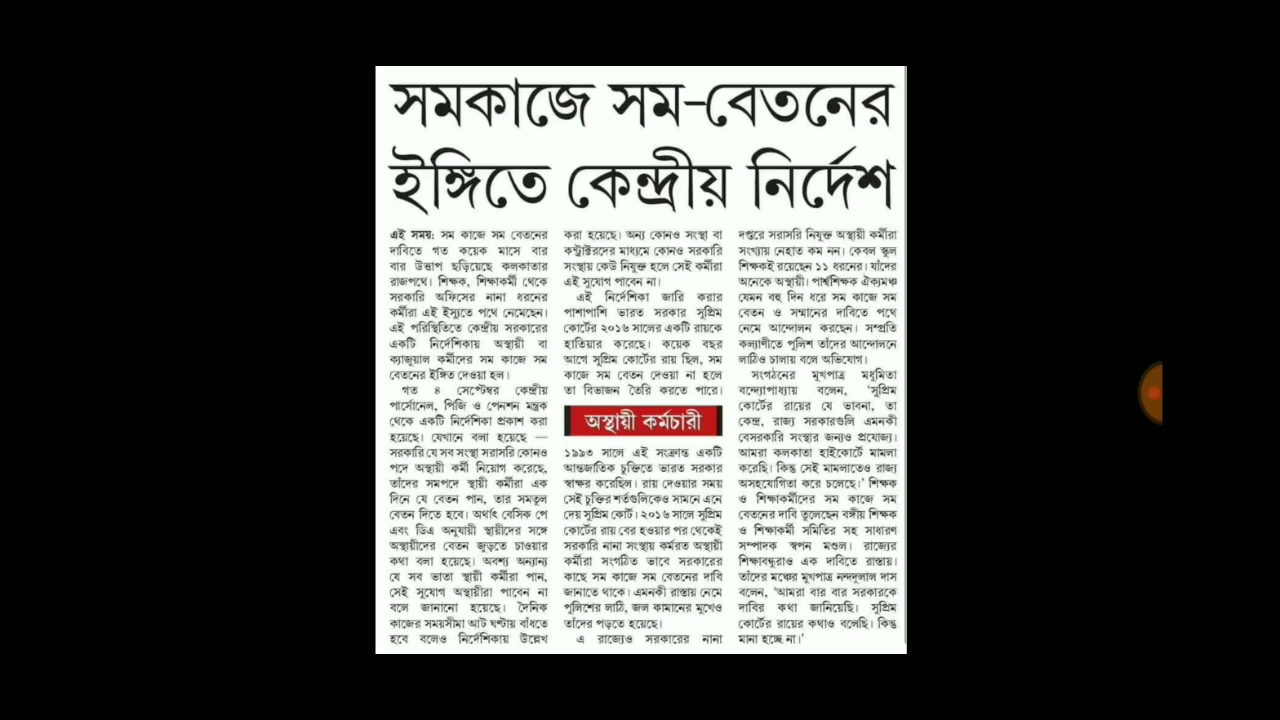 সমকাজে সম-বেতনের
ইঙ্গিতে কেন্দ্রীয় নির্দেশ
এই সময়: সম কাজে সম বেতনের
দাবিতে গত কয়েক মাসে বার
বার উত্তাপ ছড়িয়েছে কলকাতার
রাজপথে। শিক্ষক, শিক্ষাকর্মী থেকে
সরকারি অফিসের নানা ধরনের
কর্মীরা এই ইস্যুতে পথে নেমেছেন।
এই পরিস্থিতিতে কেন্দ্রীয় সরকারের
একটি নির্দেশিকায় অস্থায়ী বা
ক্যাজুয়াল কর্মীদের সম কাজে সম
বেতনের ইঙ্গিত দেওয়া হল।
গত ৪ সেপ্টেম্বর কেন্দ্রীয়
পার্সোনেল, পিজি ও পেনশন মন্ত্রক
থেকে একটি নির্দেশিকা প্রকাশ করা
হয়েছে। যেখানে বলা হয়েছে —
সরকারি যে সব সংস্থা সরাসরি কোনও
পদে অস্থায়ী কর্মী নিয়োগ করেছে,
তাঁদের সমপদে স্থায়ী কর্মীরা এক
দিনে যে বেতন পান, তার সমতুল
বেতন দিতে হবে। অর্থাৎ বেসিক পে
এবং ডিএ অনুযায়ী স্থায়ীদের সঙ্গে
অস্থায়ীদের বেতন জুড়তে চাওয়ার
কথা বলা হয়েছে। অবশ্য অন্যান্য
যে সব ভাতা স্থায়ী কর্মীরা পান,
সেই সুযোগ অস্থায়ীরা পাবেন না
বলে জানানো হয়েছে। দৈনিক
কাজের সময়সীমা আট ঘণ্টায় বাঁধতে
হবে বলেও নির্দেশিকায় উল্লেখ
করা হয়েছে। অন্য কোনও সংস্থা বা
কন্ট্রাক্টরদের মাধ্যমে কোনও সরকারি
সংস্থায় কেউ নিযুক্ত হলে সেই কর্মীরা
এই সুযোগ পাবেন না।
এই নির্দেশিকা জারি করার
পাশাপাশি ভারত সরকার সুপ্রিম
কোর্টের ২০১৬ সালের একটি রায়কে
হাতিয়ার করেছে। কয়েক বছর
আগে সুপ্রিম কোর্টের রায় ছিল, সম
কাজে সম বেতন দেওয়া না হলে
তা বিভাজন তৈরি করতে পারে।
অস্থায়ী কর্মচারী
১৯৯৩ সালে এই সংক্রান্ত একটি
আন্তজার্তিক চুক্তিতে ভারত সরকার
স্বাক্ষর করেছিল। রায় দেওয়ার সময়
সেই চুক্তির শর্তগুলিকেও সামনে এনে
দেয় সুপ্রিম কোর্ট। ২০১৬ সালে সুপ্রিম
কোর্টের রায় বের হওয়ার পর থেকেই
সরকারি নানা সংস্থায় কর্মরত অস্থায়ী
কর্মীরা সংগঠিত ভাবে সরকারের
কাছে সম কাজে সম বেতনের দাবি
জানাতে থাকে। এমনকী রাস্তায় নেমে
পুলিশের লাঠি, জল কামানের মুখেও
তাঁদের পড়তে হয়েছে।
এ রাজ্যেও সরকারের নানা
দপ্তরে সরাসরি নিযুক্ত অস্থায়ী কর্মীরা
সংখ্যায় নেহাত কম নন। কেবল স্কুল
শিক্ষকই রয়েছেন ১১ ধরনের। যাঁদের
অনেকে অস্থায়ী। পার্শ্বশিক্ষক ঐক্যমঞ্চ
যেমন বহু দিন ধরে সম কাজে সম
বেতন ও সম্মানের দাবিতে পথে
নেমে আন্দোলন করছেন। সম্প্রতি
কল্যাণীতে পুলিশ তাঁদের আন্দোলনে
লাঠিও চালায় বলে অভিযোগ।
সংগঠনের মুখপাত্র মধুমিতা
বন্দ্যোপাধ্যায় বলেন, ‘সুপ্রিম
কোর্টের রায়ের যে ভাবনা, তা
কেন্দ্র, রাজ্য সরকারগুলি এমনকী
বেসরকারি সংস্থার জন্যও প্রযোজ্য।
আমরা কলকাতা হাইকোর্টে মামলা
করেছি। কিন্তু সেই মামলাতেও রাজ্য
অসহযোগিতা করে চলেছে।’ শিক্ষক
ও শিক্ষাকর্মীদের সম কাজে সম
বেতনের দাবি তুলেছেন বঙ্গীয় শিক্ষক
ও শিক্ষাকর্মী সমিতির সহ সাধারণ
সম্পাদক স্বপন মণ্ডল। রাজ্যের
শিক্ষাবন্ধুরাও এক দাবিতে রাস্তায়।
তাঁদের মঞ্চের মুখপাত্র নন্দদুলাল দাস
বলেন, ‘আমরা বার বার সরকারকে
দাবির কথা জানিয়েছি। সুপ্রিম
কোর্টের রায়ের কথাও বলেছি। কিন্তু
মানা হচ্ছে না।’